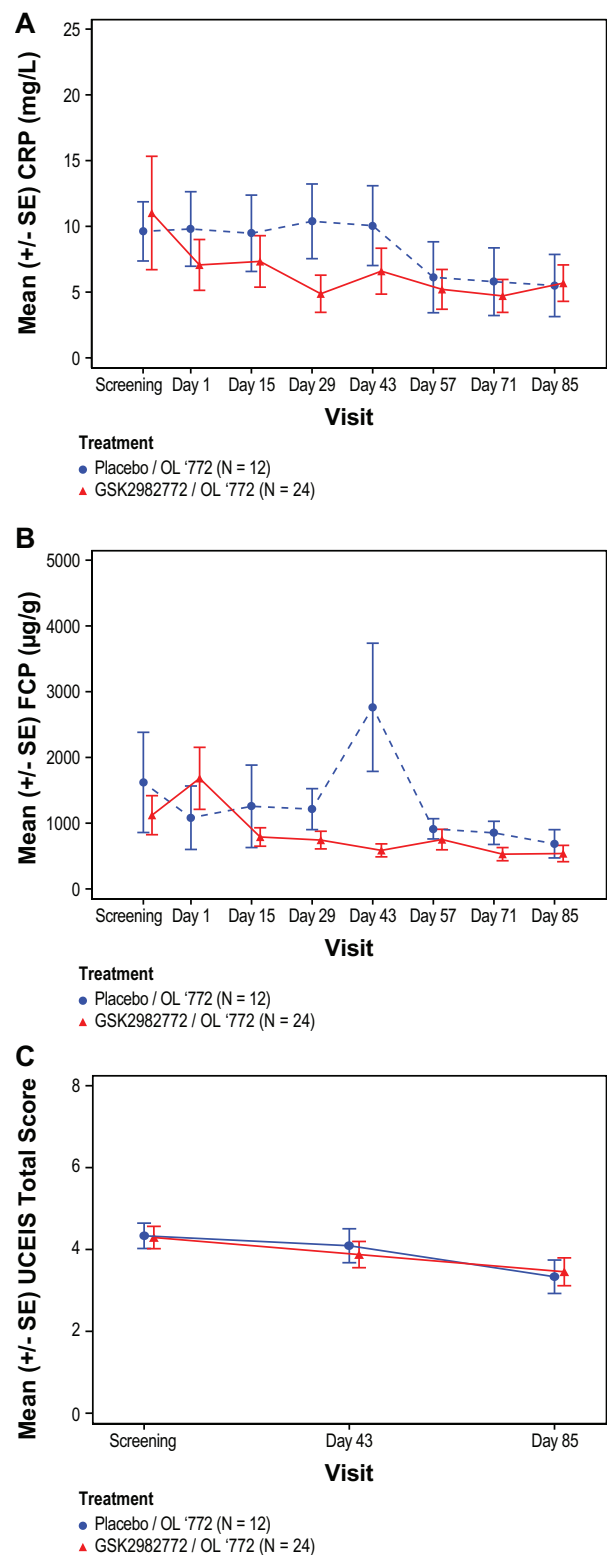 A
Mean (+/- SE) CRP (mg/L)
25
20
15
10
5
0
Screening Day 1 Day 15 Day 29 Day 43 Day 57 Day 71 Day 85
Visit
Treatment
Placebo / OL ‘772 (N = 12)
GSK2982772 / OL ‘772 (N = 24)
B
Mean (+/- SE) FCP (µg/g)
5000
4000
3000
2000
1000
0
Screening Day 1 Day 15 Day 29 Day 43 Day 57 Day 71 Day 85
Visit
Treatment
Placebo / OL ‘772 (N = 12)
GSK2982772 / OL ‘772 (N = 24)
C
Mean (+/- SE) UCEIS Total Score
8
6
4
2
0
Screening Day 43 Day 85
Visit
Treatment
Placebo / OL ‘772 (N = 12)
GSK2982772 / OL ‘772 (N = 24)